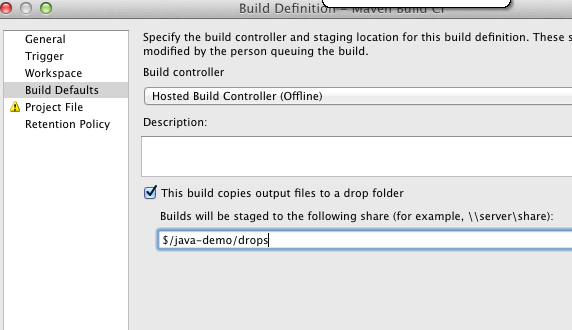 Build Definition – Maven Build CI
General
Trigger
Workspace
Build Defaults
Project File
Retention Policy
Specify the build controller and staging location for this build definition. These s
modified by the person queuing the build.
Build controller
Hosted Build Controller (Offline)
Description:
This build copies output files to a drop folder
Builds will be staged to the following share (for example, \\server\share):
$/java-demo/drops